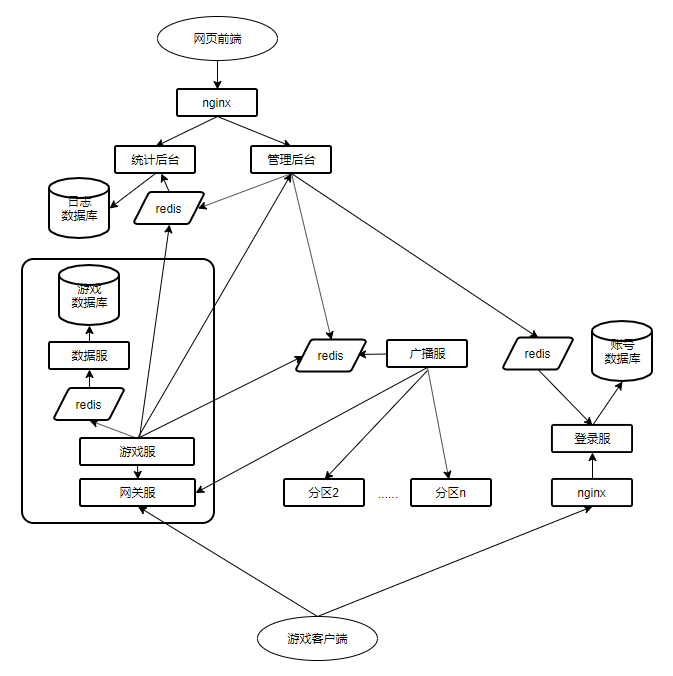 网页前端
nginx
统计后台
管理后台
日志
数据库
redis
游戏
数据库
数据服
redis
广播服
redis
redis
账号
数据库
redis
游戏服
登录服
网关服
分区2
......
分区n
nginx
游戏客户端